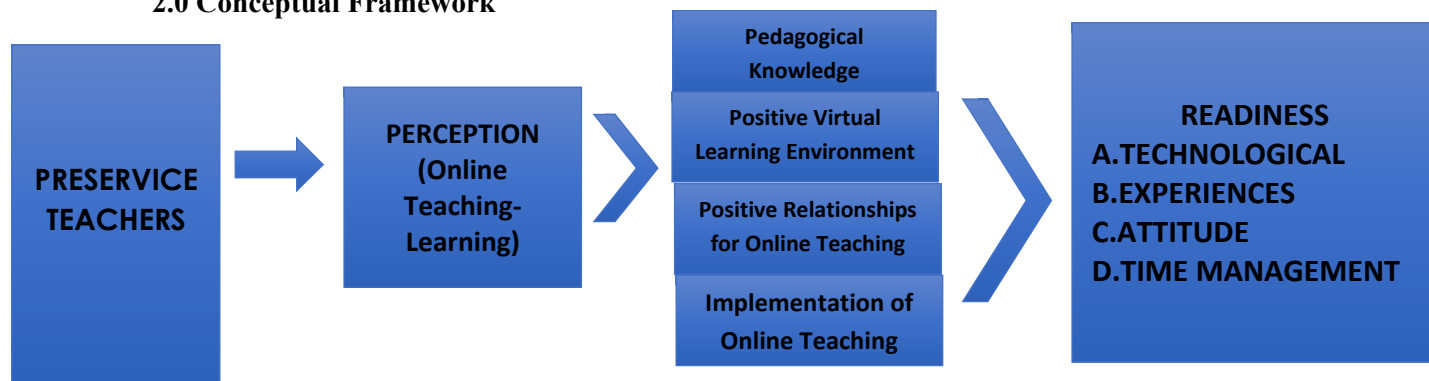 2.0 Conceptual Framework
PRESERVICE
TEACHERS
PERCEPTION
(Online
Teaching-
Learning)
Pedagogical
Knowledge
Positive Virtual
Learning Environment
Positive Relationships
for Online Teaching
Implementation of
Online Teaching
READINESS
A.TECHNOLOGICAL
B.EXPERIENCES
C.ATTITUDE
D.TIME MANAGEMENT